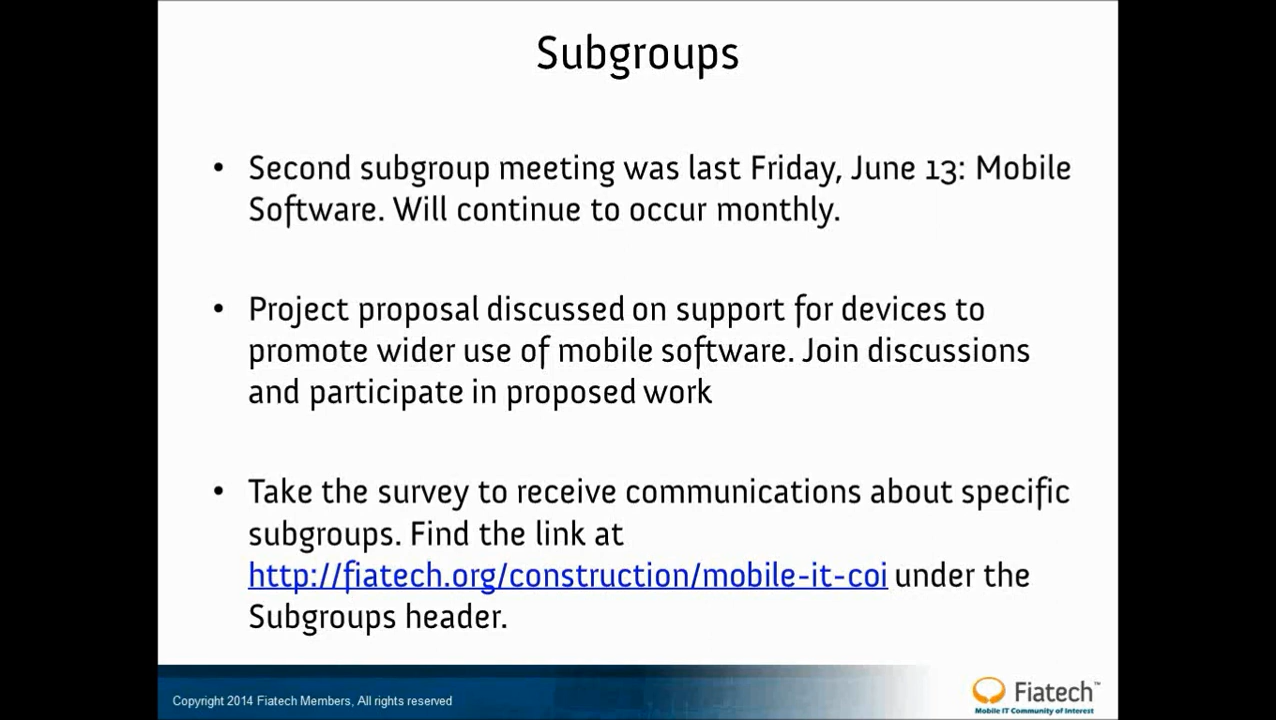 Subgroups
• Second subgroup meeting was last Friday, June 13: Mobile
Software. Will continue to occur monthly.
• Project proposal discussed on support for devices to
promote wider use of mobile software. Join discussions
and participate in proposed work
• Take the survey to receive communications about specific
subgroups. Find the link at
http://fiatech.org/construction/mobile-it-coi under the
Subgroups header.
Copyright 2014 Fiatech Members, All rights reserved
Fiatech™
Mobile IT Community of Interest